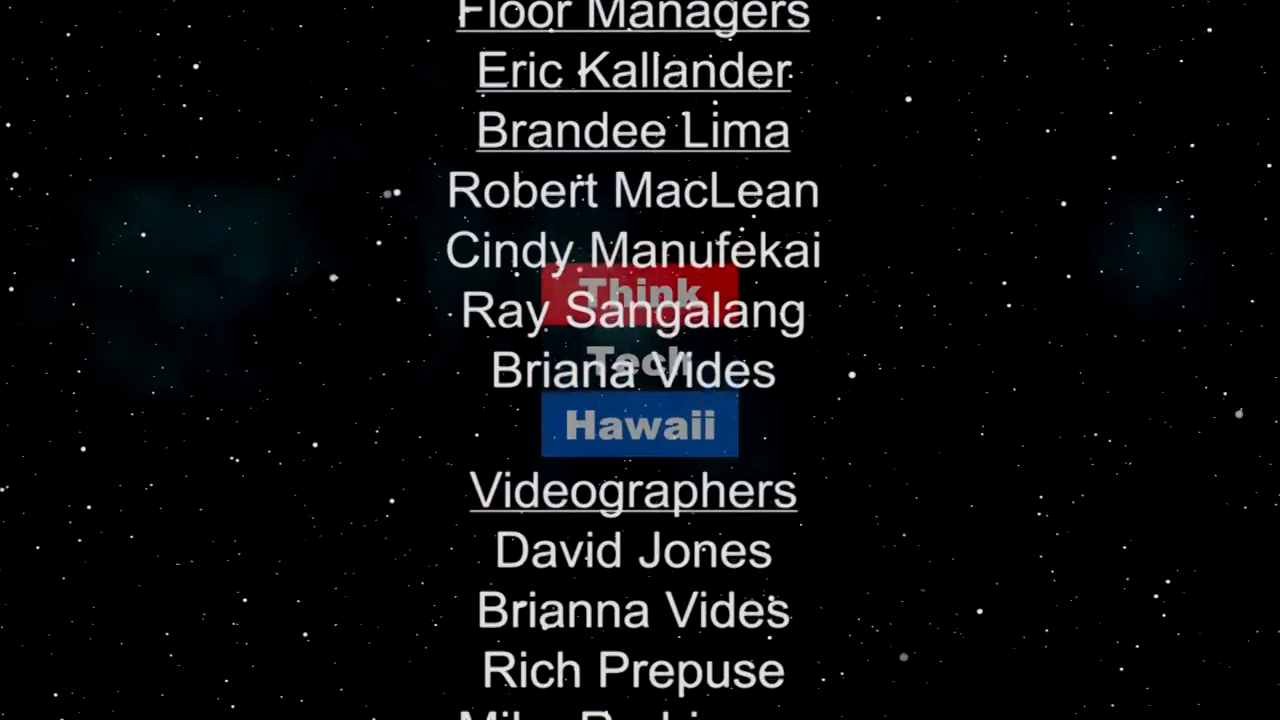 Floor Managers
Eric Kallander
Brandee Lima
Robert MacLean
Cindy Manufekai
Think
Ray Sangalang
Tech
Briana Vides
Hawaii
Videographers
David Jones
Brianna Vides
Rich Prepuse